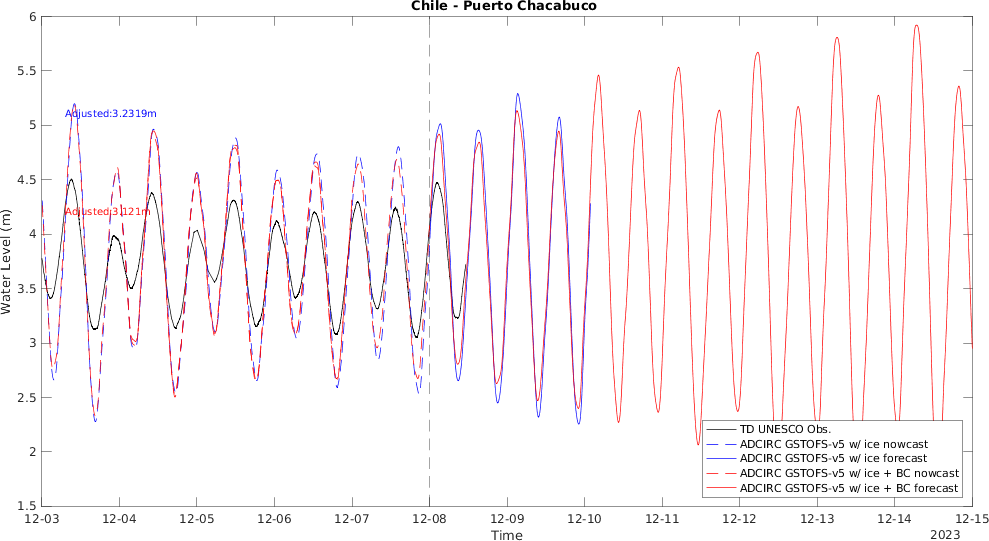 Chile - Puerto Chacabuco
Water Level (m)
6
5.5
5
4.5
4
3.5
3
2.5
2
1.5
Adjusted:3.2319m
Adjusted:3.121m
TD UNESCO Obs.
ADCIRC GSTOFS-v5 w/ ice nowcast
ADCIRC GSTOFS-v5 w/ ice forecast
ADCIRC GSTOFS-v5 w/ ice + BC nowcast
ADCIRC GSTOFS-v5 w/ ice + BC forecast
12-03 12-04 12-05 12-06 12-07 12-08 12-09 12-10 12-11 12-12 12-13 12-14 12-15
Time
2023